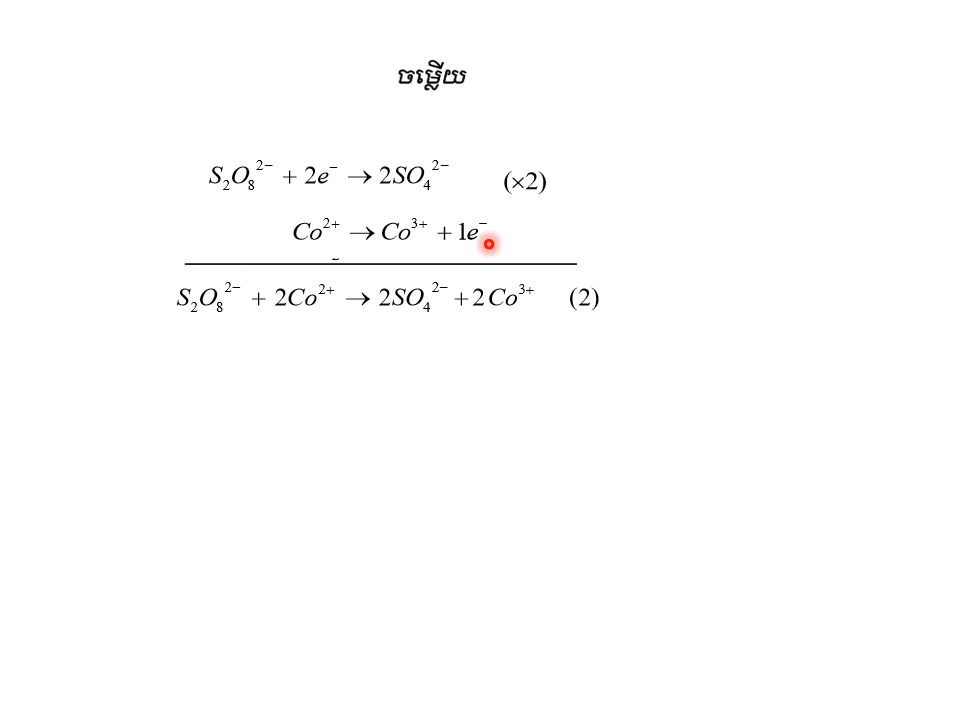 ចម្លើយ
S₂O₈²⁻ + 2e⁻ → 2SO₄²⁻ (×2)
Co²⁺ → Co³⁺ + 1e⁻
S₂O₈²⁻ + 2Co²⁺ → 2SO₄²⁻ + 2Co³⁺ (2)